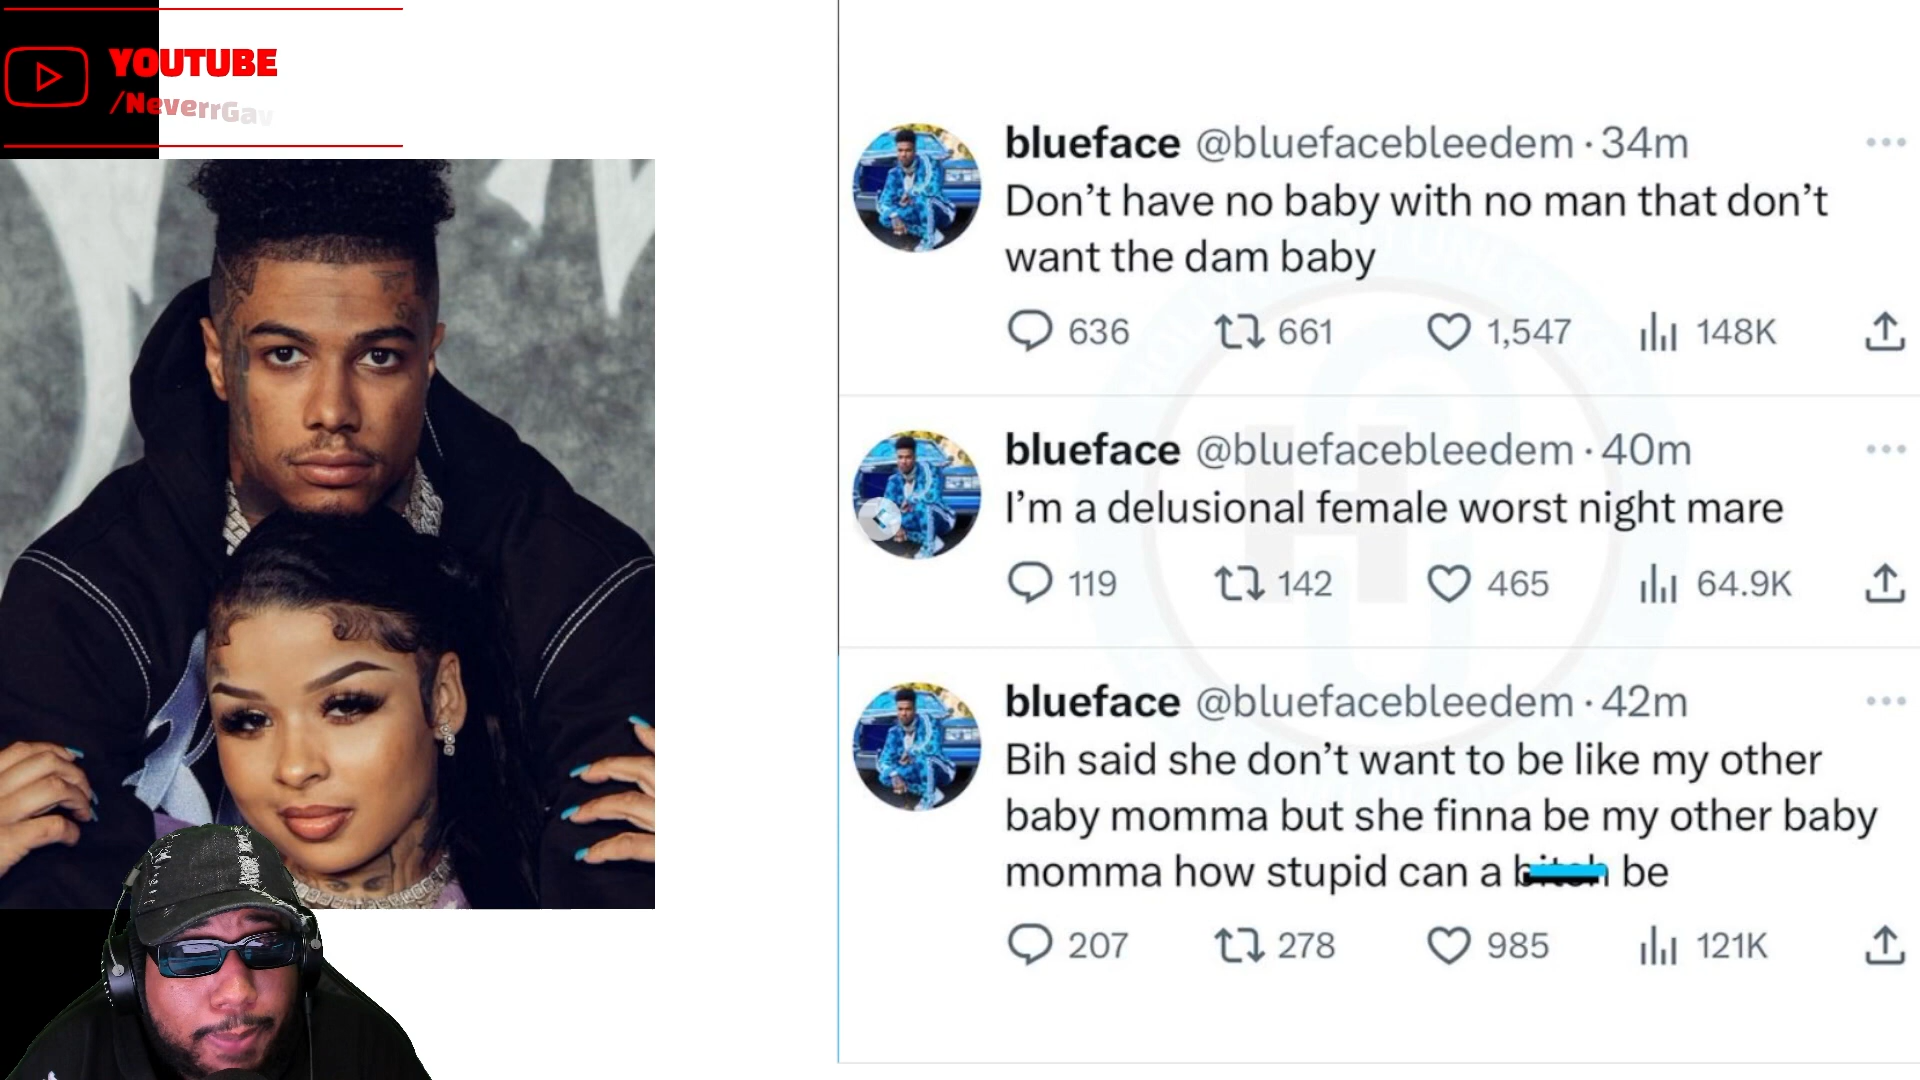 YOUTUBE
/NeverrGav
blueface @bluefacebleedem · 34m
Don’t have no baby with no man that don’t
want the dam baby
636 661 1,547 148K
blueface @bluefacebleedem · 40m
I’m a delusional female worst night mare
119 142 465 64.9K
blueface @bluefacebleedem · 42m
Bih said she don’t want to be like my other
baby momma but she finna be my other baby
momma how stupid can a bitch be
207 278 985 121K